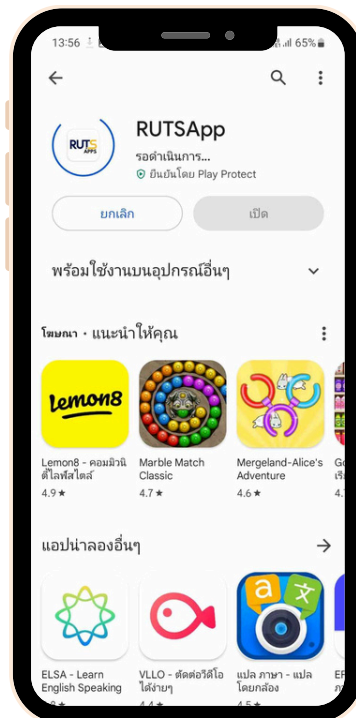 13:56
65%
RUTSApp
RUTS
APPS
รอดำเนินการ...
ยืนยันโดย Play Protect
ยกเลิก
เปิด
พร้อมใช้งานบนอุปกรณ์อื่นๆ
โฆษณา • แนะนำให้คุณ
Lemon8
Lemon8 - คอมมิวนิ
ตี้ไลฟ์สไตล์
4.9 ★
Marble Match
Classic
4.7 ★
Mergeland-Alice's
Adventure
4.6 ★
แอปน่าลองอื่นๆ
a 文
ELSA - Learn
English Speaking
VLLO - ตัดต่อวิดีโอ
ได้ง่ายๆ
4.4 ★
แปล ภาษา - แปล
โดยกล้อง
4.5 ★